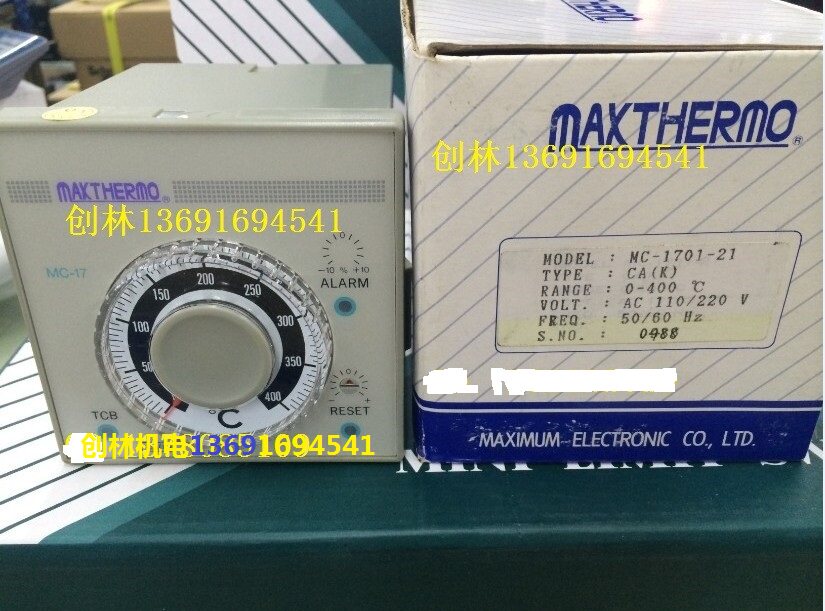 MAXTHERMO®
创林13691694541
MC-17
-10 % +10
ALARM
50
100
150
200
250
300
350
400
°C
TCB
- +
RESET
创林机电13691694541
MAXTHERMO®
创林13691694541
MODEL : MC-1701-21
TYPE : CA(K)
RANGE : 0-400 ℃
VOLT. : AC 110/220 V
FREQ. : 50/60 Hz
S.NO. :
MAXIMUM ELECTRONIC CO., LTD.